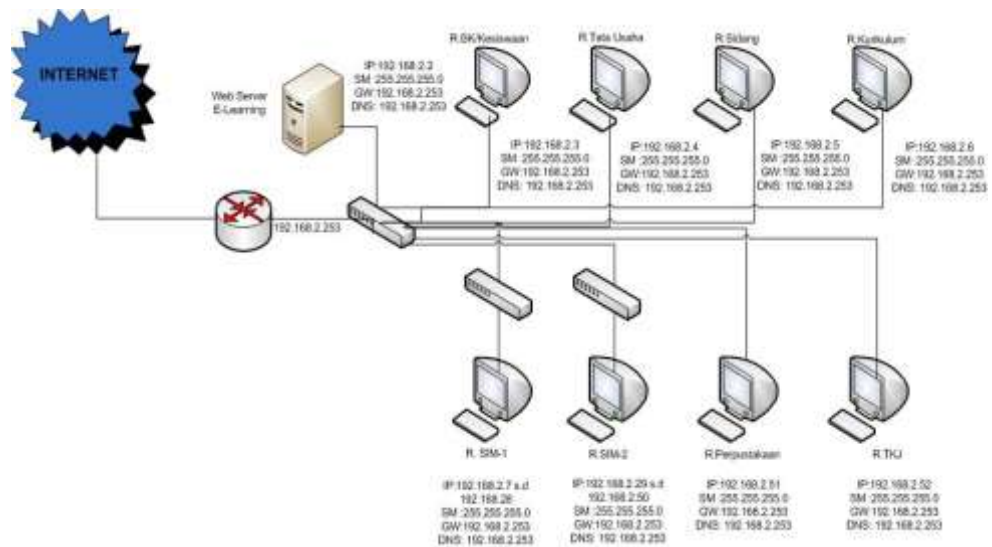 INTERNET
Web Server
E-Learning
IP:192.168.2.2
SM :255.255.255.0
GW:192.168.2.253
DNS: 192.168.2.253
R.BK/Kesiswaan
IP:192.168.2.3
SM :255.255.255.0
GW:192.168.2.253
DNS: 192.168.2.253
R.Tata Usaha
IP:192.168.2.4
SM :255.255.255.0
GW:192.168.2.253
DNS: 192.168.2.253
R.Sidang
IP:192.168.2.5
SM :255.255.255.0
GW:192.168.2.253
DNS: 192.168.2.253
R.Kurikulum
IP:192.168.2.6
SM :255.255.255.0
GW:192.168.2.253
DNS: 192.168.2.253
192.168.2.253
R. SIM-1
IP:192.168.2.7 s.d
192.168.28
SM :255.255.255.0
GW:192.168.2.253
DNS: 192.168.2.253
R.SIM-2
IP:192.168.2.29 s.d
192.168.2.50
SM :255.255.255.0
GW:192.168.2.253
DNS: 192.168.2.253
R.Perpustakaan
IP:192.168.2.51
SM :255.255.255.0
GW:192.168.2.253
DNS: 192.168.2.253
R.TKJ
IP:192.168.2.52
SM :255.255.255.0
GW:192.168.2.253
DNS: 192.168.2.253